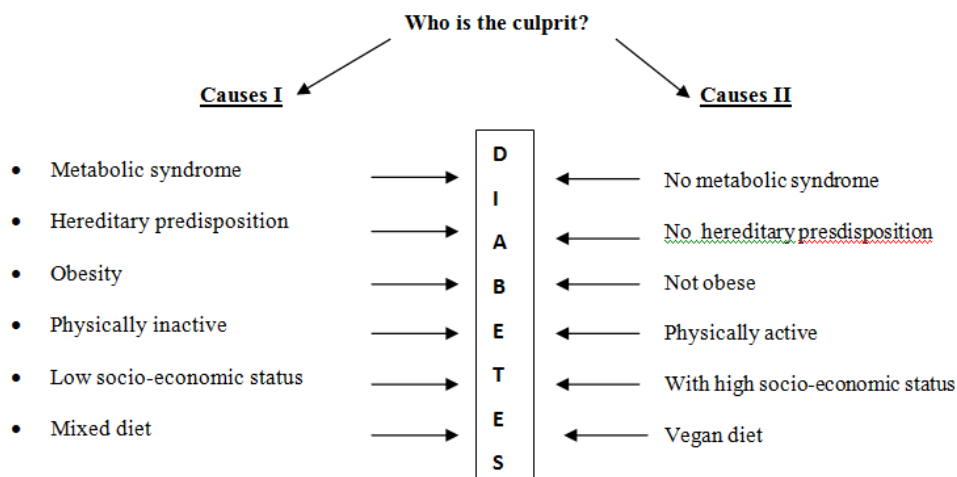 Who is the culprit?
Causes I
Causes II
• Metabolic syndrome
• Hereditary predisposition
• Obesity
• Physically inactive
• Low socio-economic status
• Mixed diet
D
I
A
B
E
T
E
S
No metabolic syndrome
No hereditary presdisposition
Not obese
Physically active
With high socio-economic status
Vegan diet